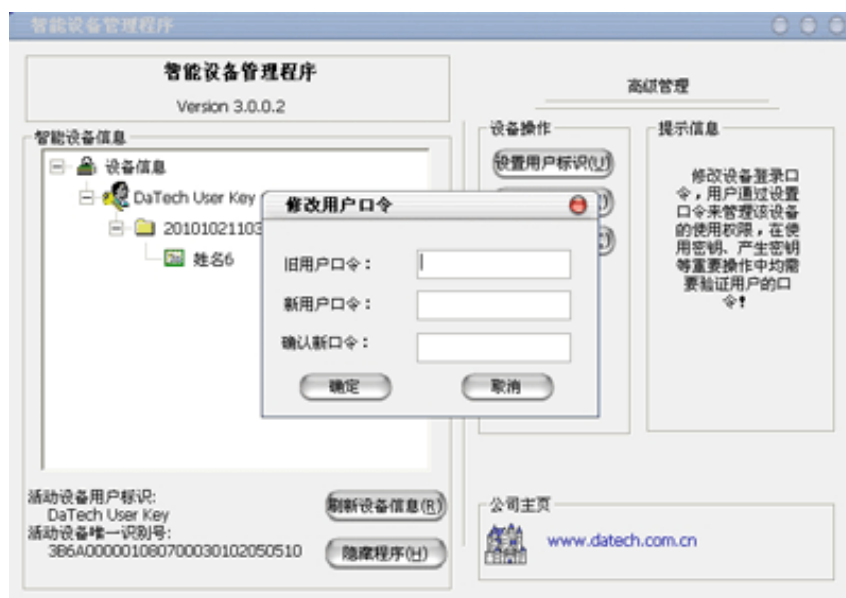 智能设备管理程序
智能设备管理程序
Version 3.0.0.2
智能设备信息
设备信息
DaTech User Key
20101021103
姓名6
修改用户口令
旧用户口令：
新用户口令：
确认新口令：
确定
取消
高级管理
设备操作
设置用户标识(U)
提示信息
修改设备登录口
令，用户通过设置
口令来管理该设备
的使用权限，在使
用密钥、产生密钥
等重要操作中均需
要验证用户的口
令！
活动设备用户标识:
DaTech User Key
活动设备唯一识别号:
3B6A000001080700030102050510
刷新设备信息(R)
隐藏程序(H)
公司主页
www.datech.com.cn